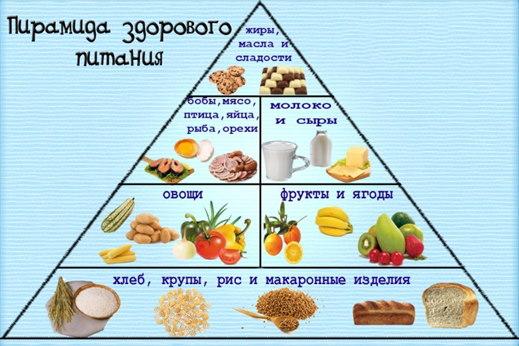 Пирамида здорового
питания
жиры,
масла и
сладости
бобы,мясо,
птица,яйца,
рыба,орехи
молоко
и сыры
овощи
фрукты и ягоды
хлеб, крупы, рис и макаронные изделия